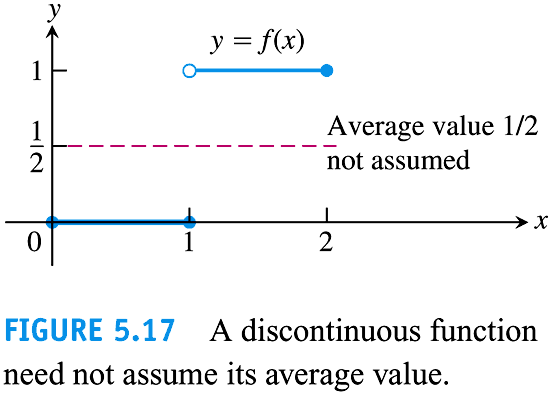 y
y = f(x)
1
1/2
Average value 1/2
not assumed
0
1
2
x
FIGURE 5.17 A discontinuous function
need not assume its average value.